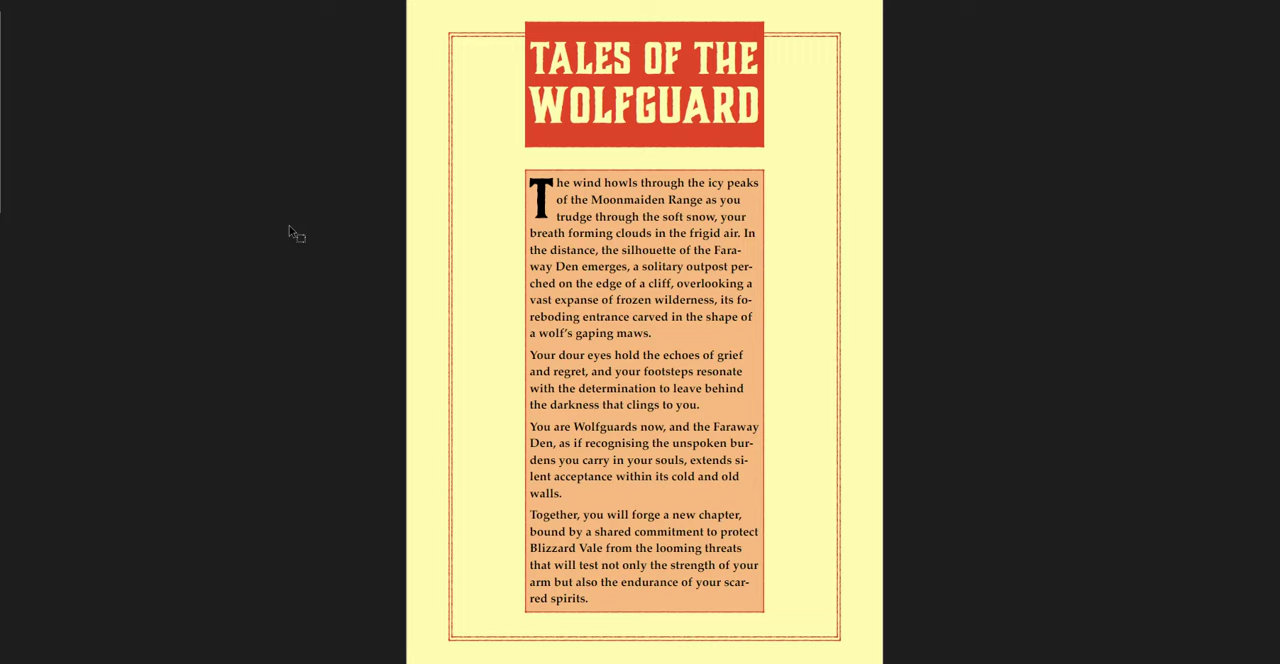 TALES OF THE
WOLFGUARD
The wind howls through the icy peaks
of the Moonmaiden Range as you
trudge through the soft snow, your
breath forming clouds in the frigid air. In
the distance, the silhouette of the Fara-
way Den emerges, a solitary outpost per-
ched on the edge of a cliff, overlooking a
vast expanse of frozen wilderness, its fo-
reboding entrance carved in the shape of
a wolf’s gaping maws.
Your dour eyes hold the echoes of grief
and regret, and your footsteps resonate
with the determination to leave behind
the darkness that clings to you.
You are Wolfguards now, and the Faraway
Den, as if recognising the unspoken bur-
dens you carry in your souls, extends si-
lent acceptance within its cold and old
walls.
Together, you will forge a new chapter,
bound by a shared commitment to protect
Blizzard Vale from the looming threats
that will test not only the strength of your
arm but also the endurance of your scar-
red spirits.